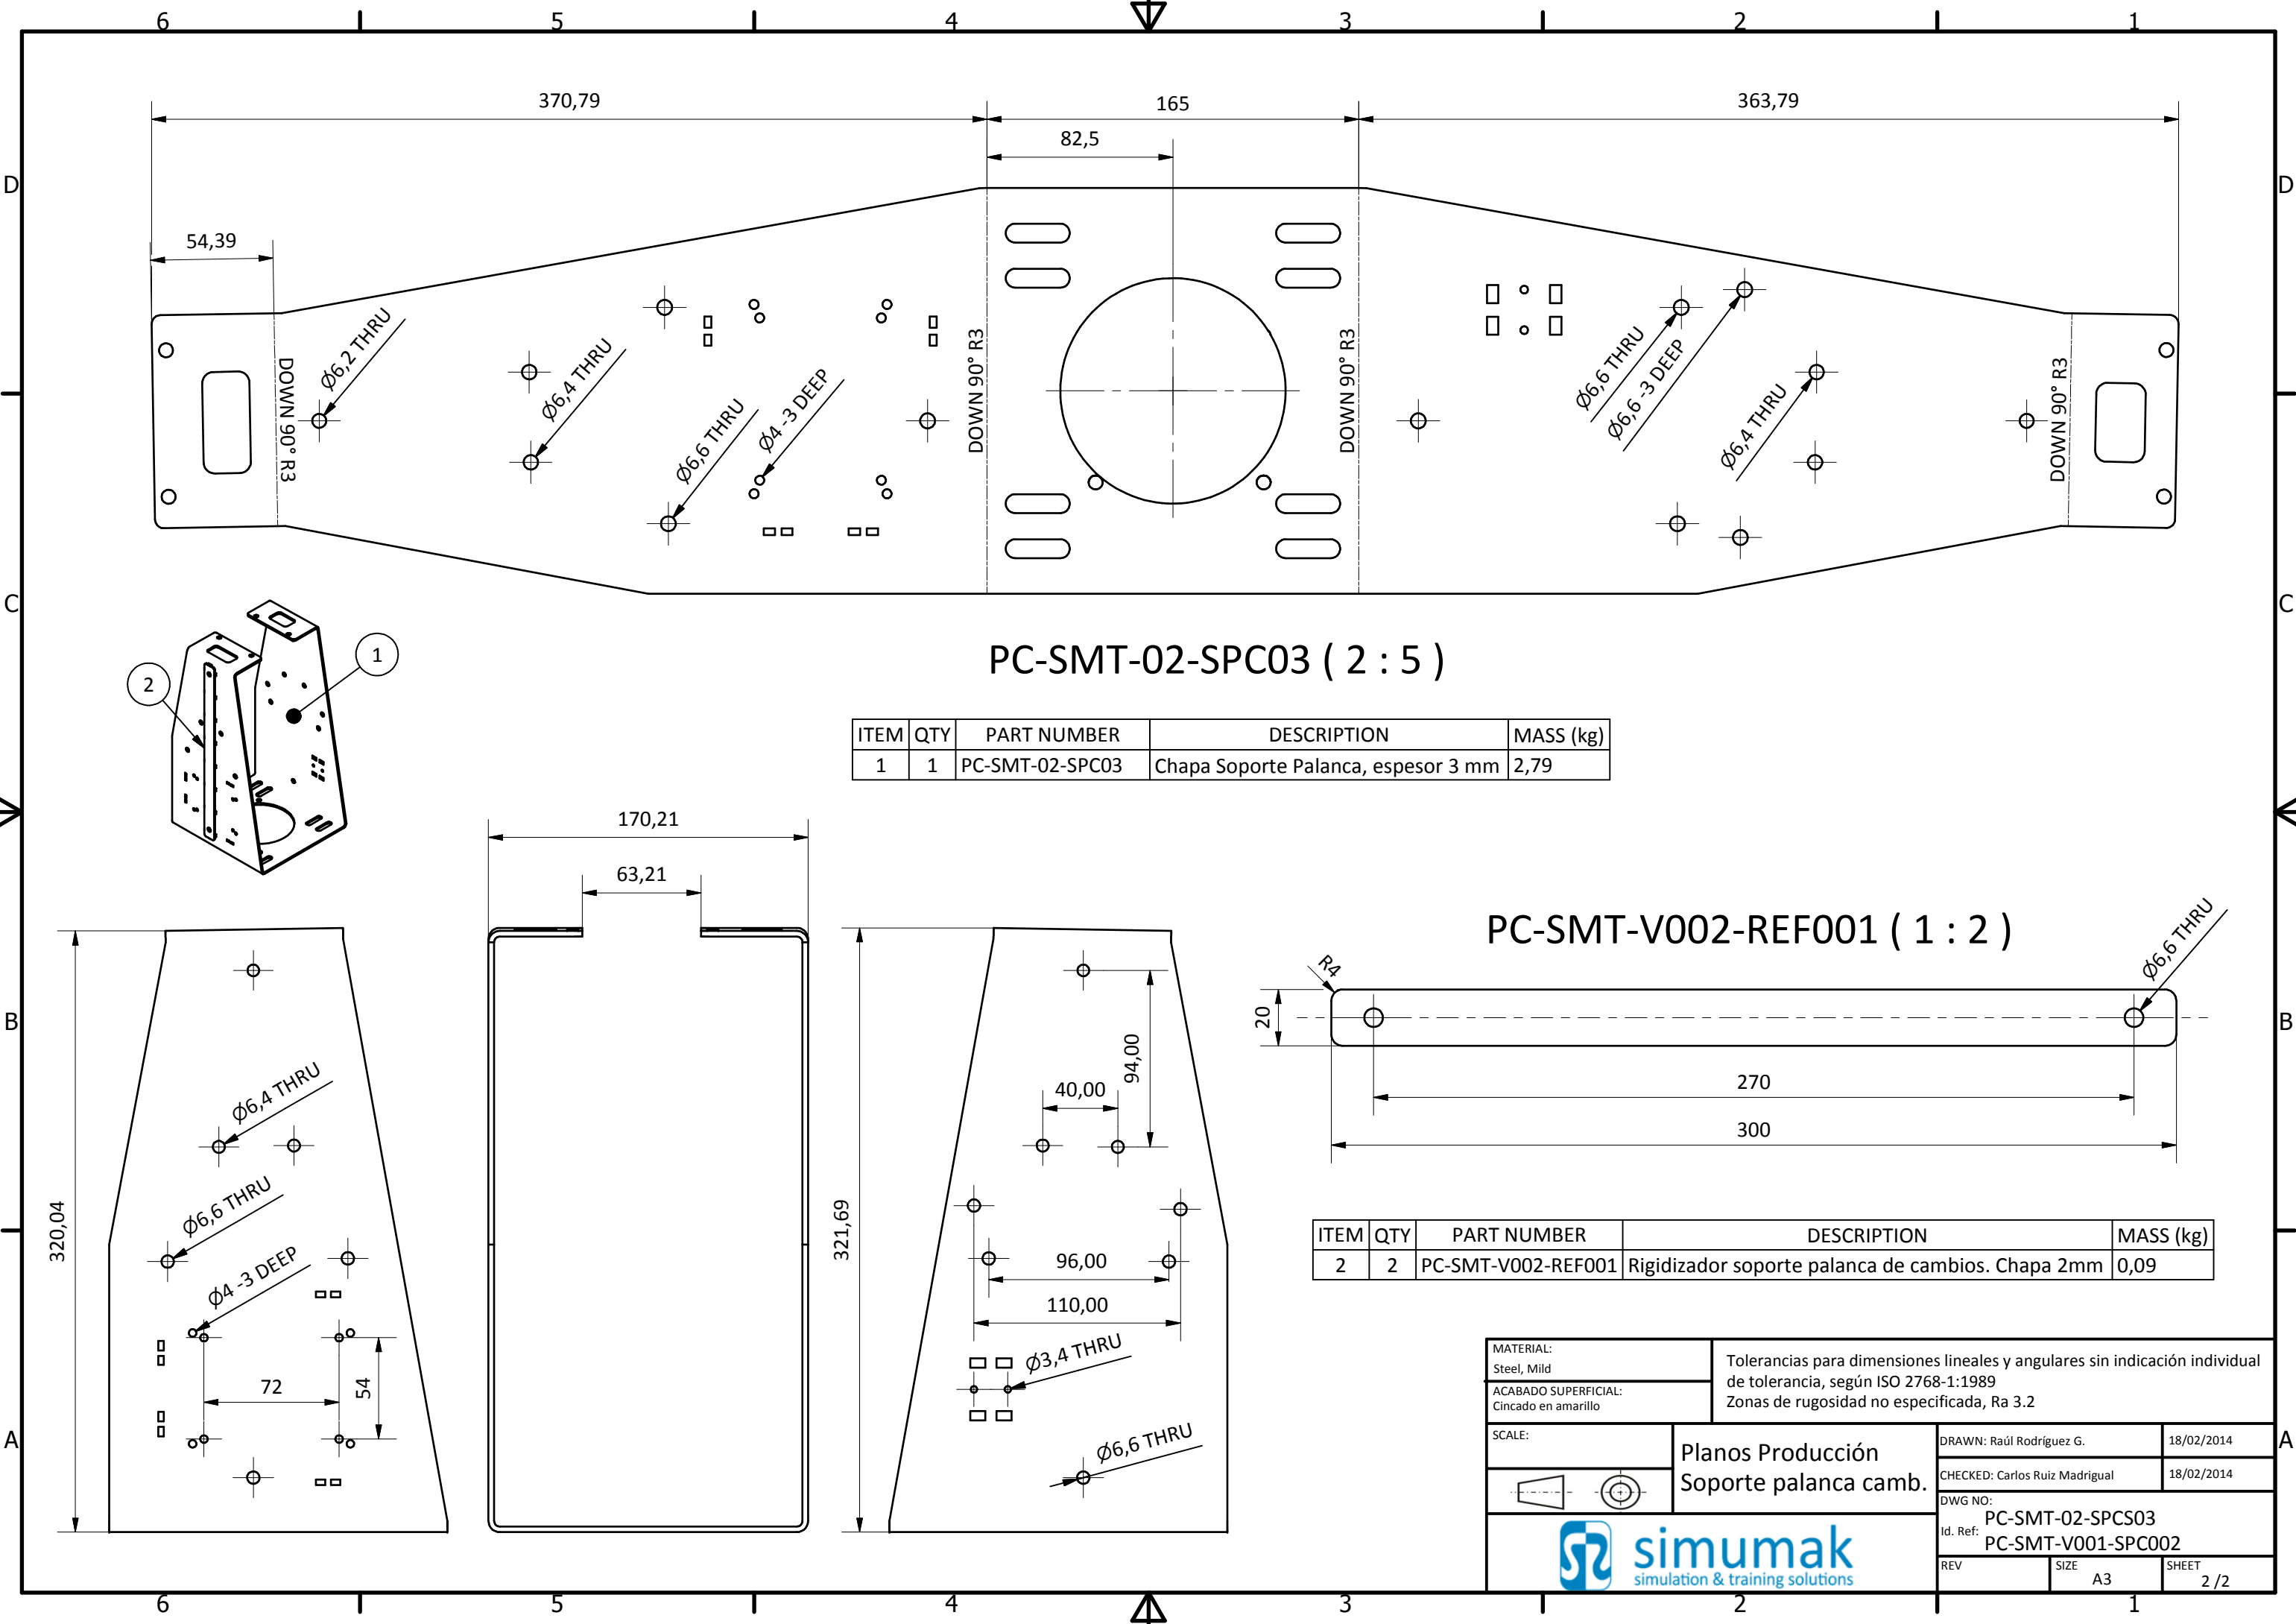 6 5 4 3 2 1
370,79 165 363,79
82,5
D D
54,39
DOWN 90° R3
Ø6,2 THRU
Ø6,4 THRU
Ø6,6 THRU
Ø4 -3 DEEP
DOWN 90° R3
DOWN 90° R3
Ø6,6 THRU
Ø6,6 -3 DEEP
Ø6,4 THRU
DOWN 90° R3
C C
1
2
PC-SMT-02-SPC03 ( 2 : 5 )
ITEM QTY PART NUMBER DESCRIPTION MASS (kg)
1 1 PC-SMT-02-SPC03 Chapa Soporte Palanca, espesor 3 mm 2,79
170,21
63,21
320,04
Ø6,4 THRU
Ø6,6 THRU
Ø4 -3 DEEP
72
54
321,69
94,00
40,00
96,00
110,00
Ø3,4 THRU
Ø6,6 THRU
PC-SMT-V002-REF001 ( 1 : 2 )
R4
Ø6,6 THRU
20
270
300
B B
ITEM QTY PART NUMBER DESCRIPTION MASS (kg)
2 2 PC-SMT-V002-REF001 Rigidizador soporte palanca de cambios. Chapa 2mm 0,09
MATERIAL:
Steel, Mild
ACABADO SUPERFICIAL:
Cincado en amarillo
Tolerancias para dimensiones lineales y angulares sin indicación individual
de tolerancia, según ISO 2768-1:1989
Zonas de rugosidad no especificada, Ra 3.2
SCALE:
Planos Producción
Soporte palanca camb.
DRAWN: Raúl Rodríguez G. 18/02/2014
CHECKED: Carlos Ruiz Madrigual 18/02/2014
DWG NO:
PC-SMT-02-SPCS03
Id. Ref: PC-SMT-V001-SPC002
REV SIZE SHEET
A3 2 /2
simumak
simulation & training solutions
A A
6 5 4 3 2 1